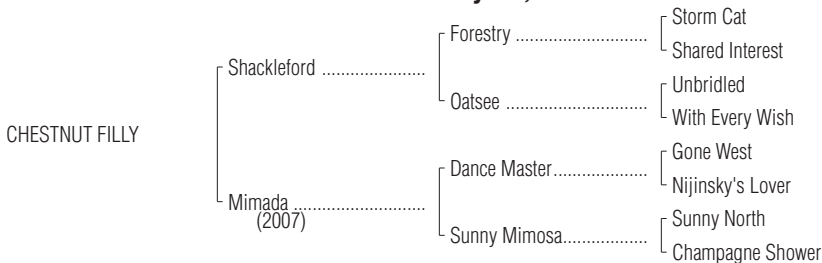 Storm Cat
Forestry
Shared Interest
Shackleford
Unbridled
Oatsee
With Every Wish
CHESTNUT FILLY
Gone West
Dance Master
Nijinsky's Lover
Mimada
(2007)
Sunny North
Sunny Mimosa
Champagne Shower